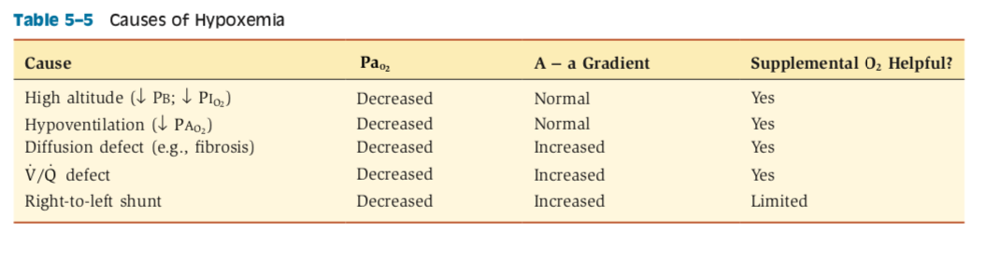 Table 5–5 Causes of Hypoxemia
Cause Pao₂ A – a Gradient Supplemental O₂ Helpful?
High altitude (↓ PB; ↓ PIO₂) Decreased Normal Yes
Hypoventilation (↓ PAO₂) Decreased Normal Yes
Diffusion defect (e.g., fibrosis) Decreased Increased Yes
V̇/Q̇ defect Decreased Increased Yes
Right-to-left shunt Decreased Increased Limited